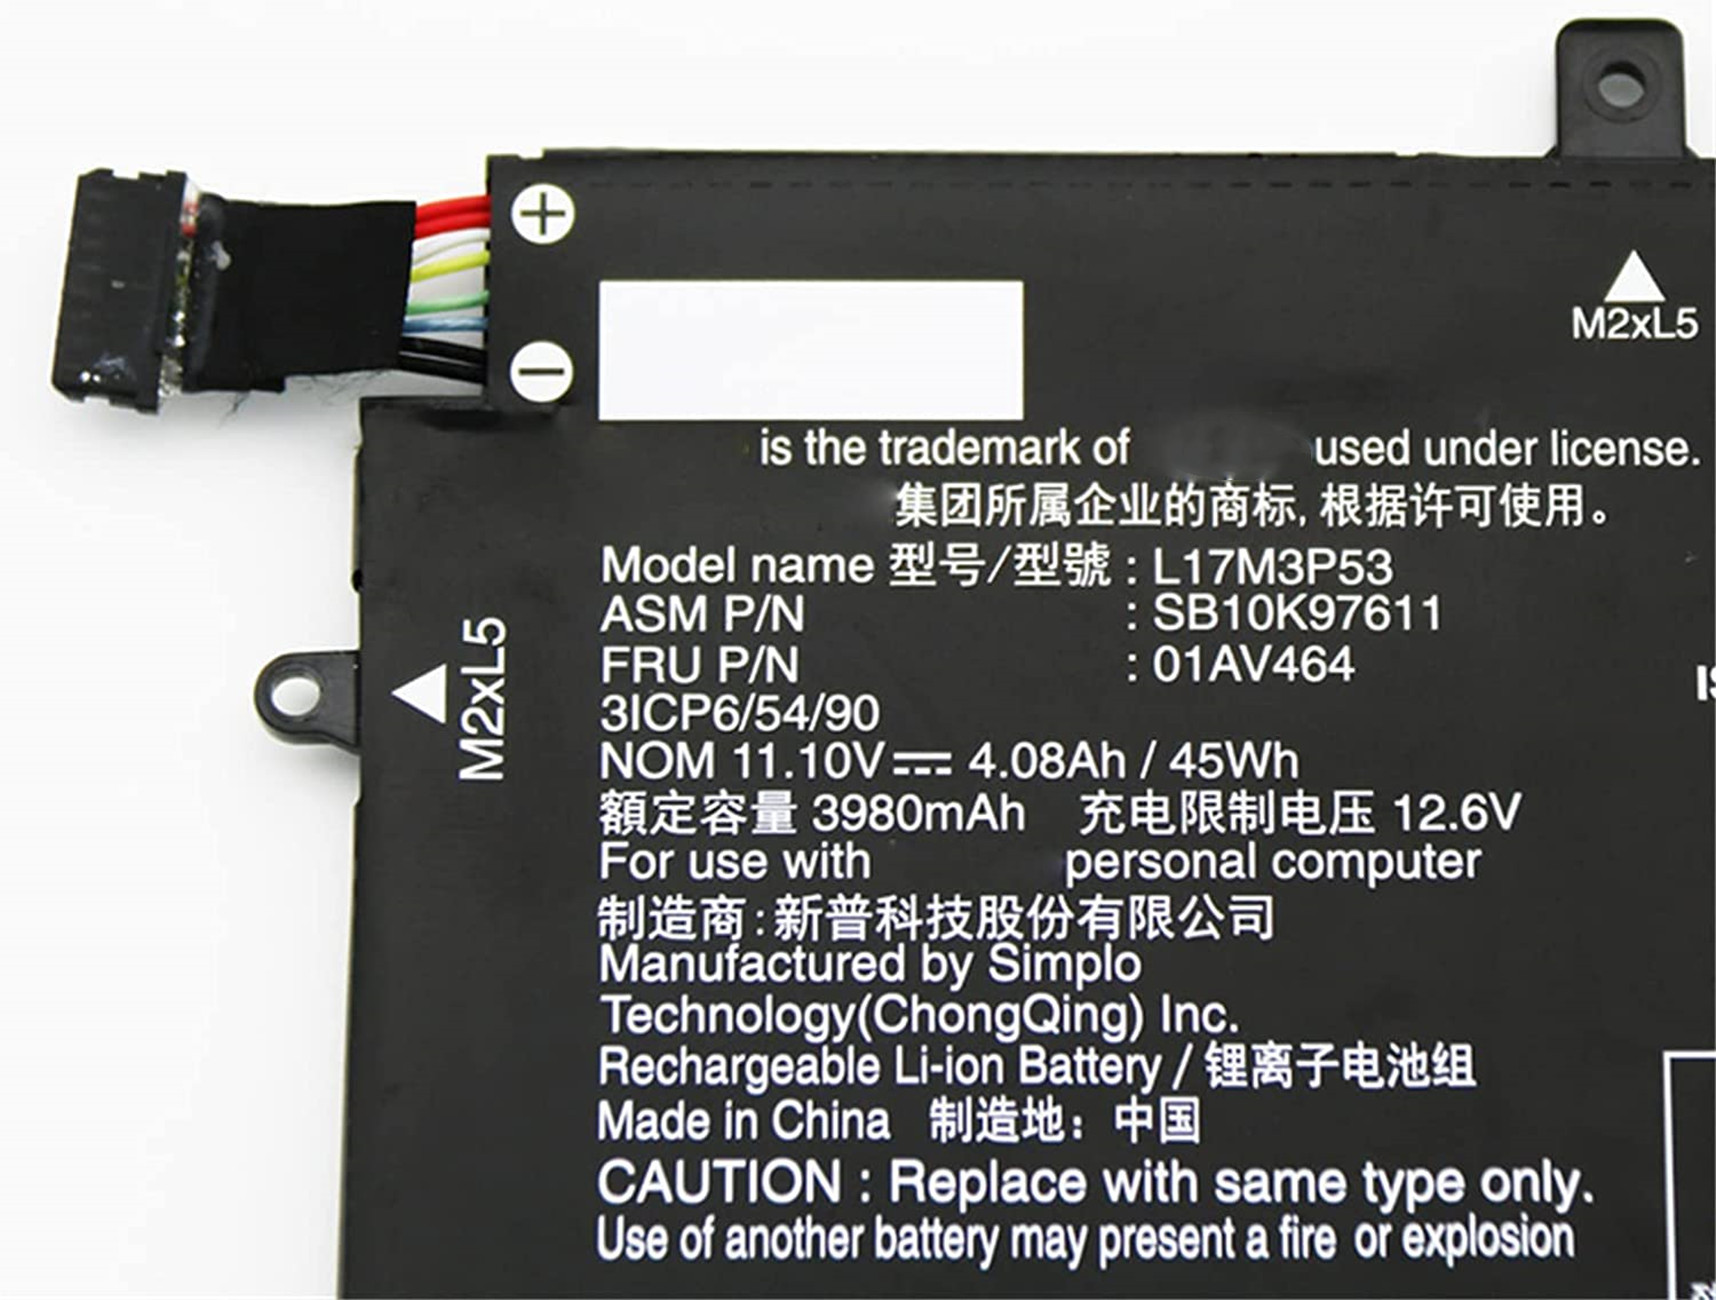 M2xL5
is the trademark of used under license.
集团所属企业的商标, 根据许可使用。
Model name 型号/型號 : L17M3P53
ASM P/N : SB10K97611
FRU P/N : 01AV464
3ICP6/54/90
NOM 11.10V⎓ 4.08Ah / 45Wh
額定容量 3980mAh 充电限制电压 12.6V
For use with personal computer
制造商:新普科技股份有限公司
Manufactured by Simplo
Technology(ChongQing) Inc.
Rechargeable Li-ion Battery / 锂离子电池组
Made in China 制造地：中国
CAUTION : Replace with same type only.
Use of another battery may present a fire or explosion
M2xL5